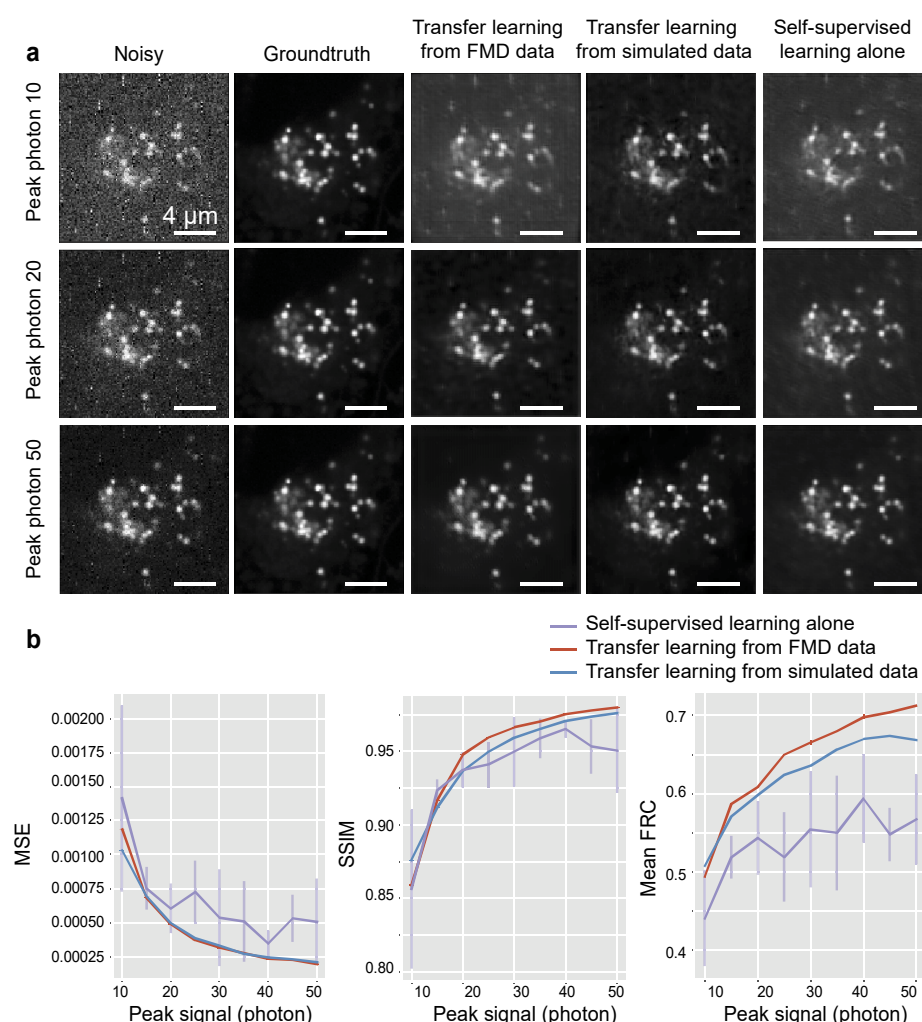 a
Noisy
Groundtruth
Transfer learning
from FMD data
Transfer learning
from simulated data
Self-supervised
learning alone
Peak photon 10
4 μm
Peak photon 20
Peak photon 50
b
Self-supervised learning alone
Transfer learning from FMD data
Transfer learning from simulated data
MSE
0.00200
0.00175
0.00150
0.00125
0.00100
0.00075
0.00050
0.00025
10 20 30 40 50
Peak signal (photon)
SSIM
0.95
0.90
0.85
0.80
10 20 30 40 50
Peak signal (photon)
Mean FRC
0.7
0.6
0.5
0.4
10 20 30 40 50
Peak signal (photon)